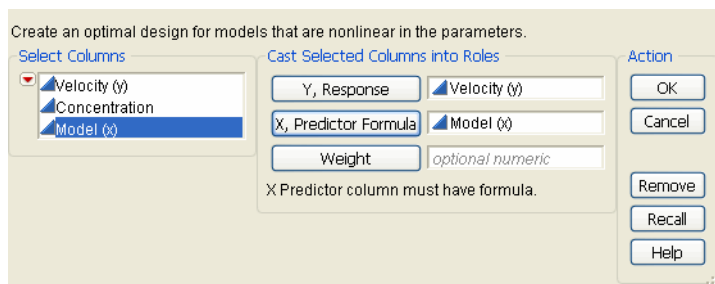 Create an optimal design for models that are nonlinear in the parameters.
Select Columns
Velocity (y)
Concentration
Model (x)
Cast Selected Columns into Roles
Y, Response
Velocity (y)
X, Predictor Formula
Model (x)
Weight
optional numeric
X Predictor column must have formula.
Action
OK
Cancel
Remove
Recall
Help